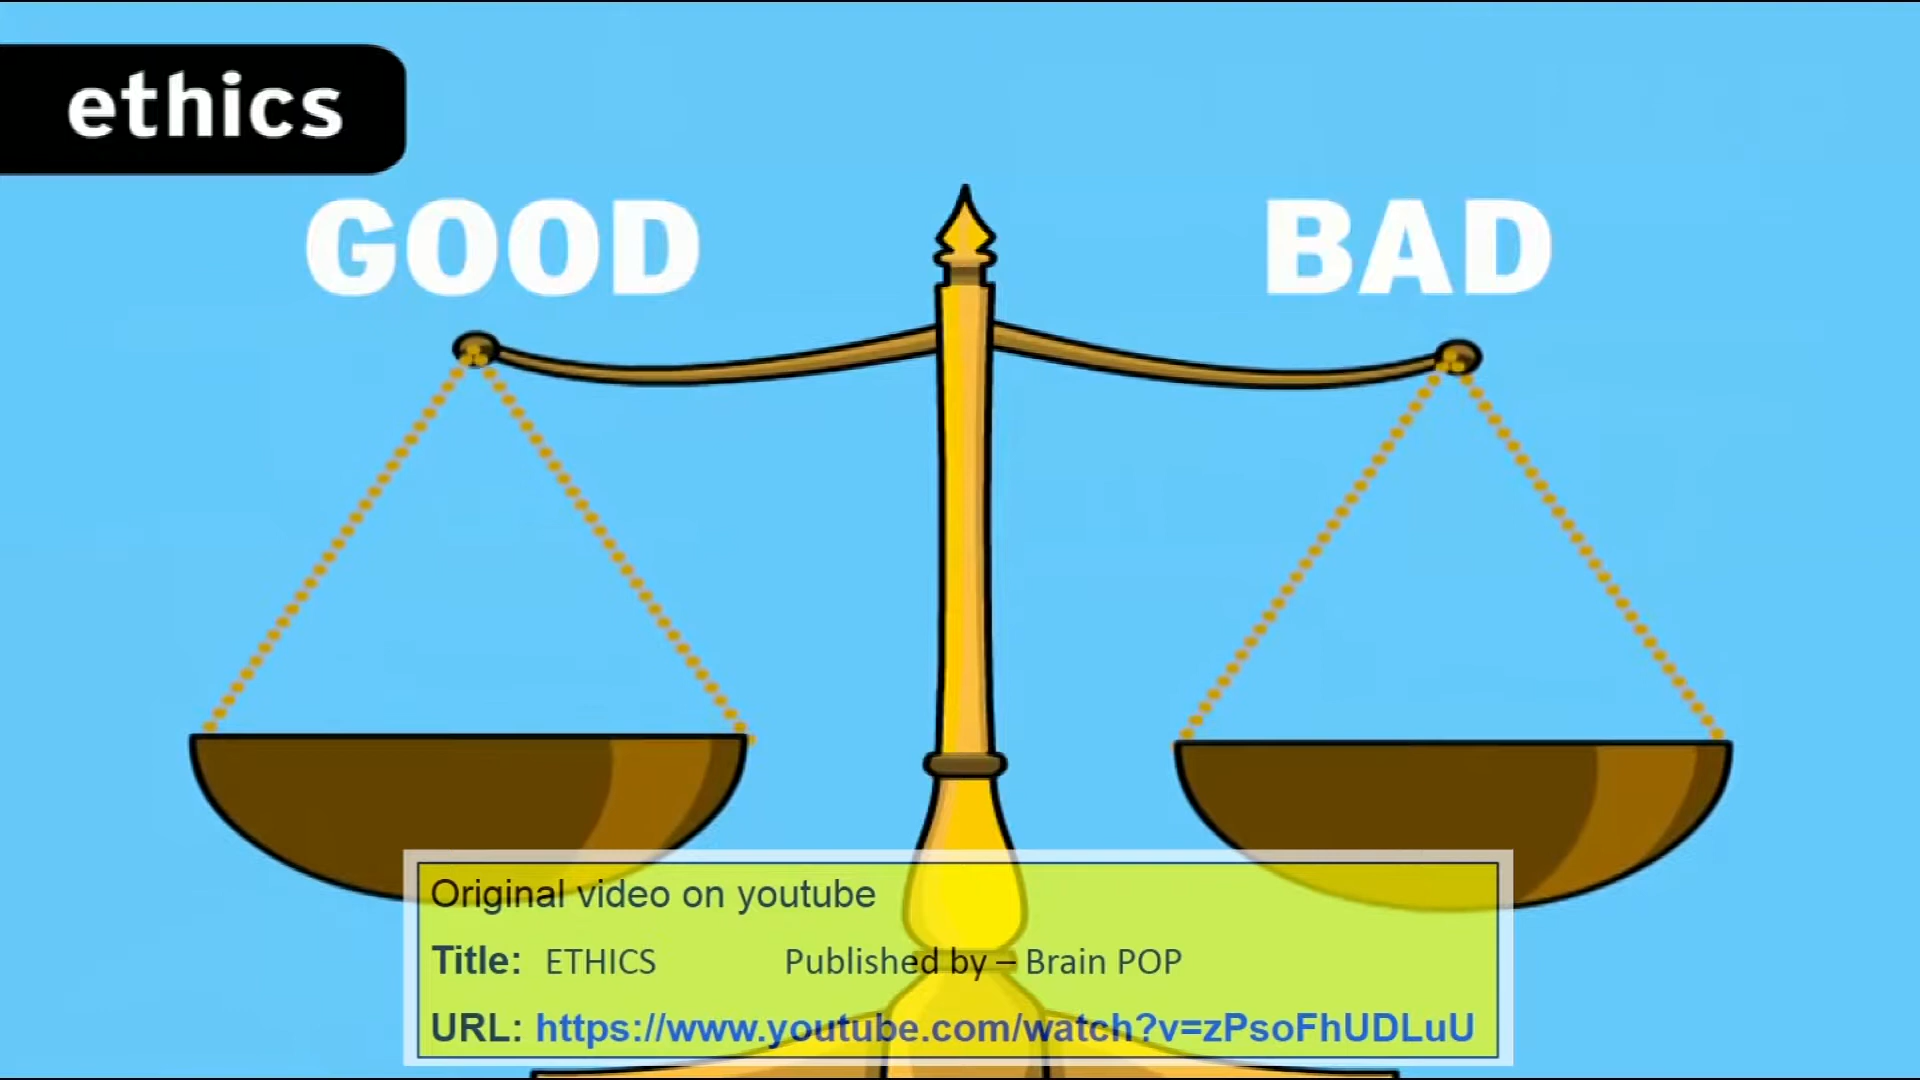 ethics
GOOD BAD
Original video on youtube
Title: ETHICS Published by – Brain POP
URL: https://www.youtube.com/watch?v=zPsoFhUDLuU